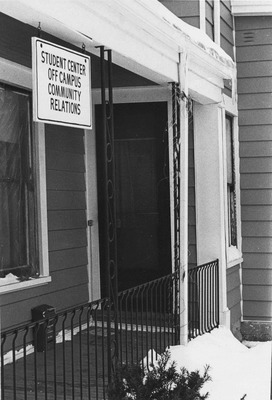 STUDENT CENTER
OFF CAMPUS
COMMUNITY
RELATIONS